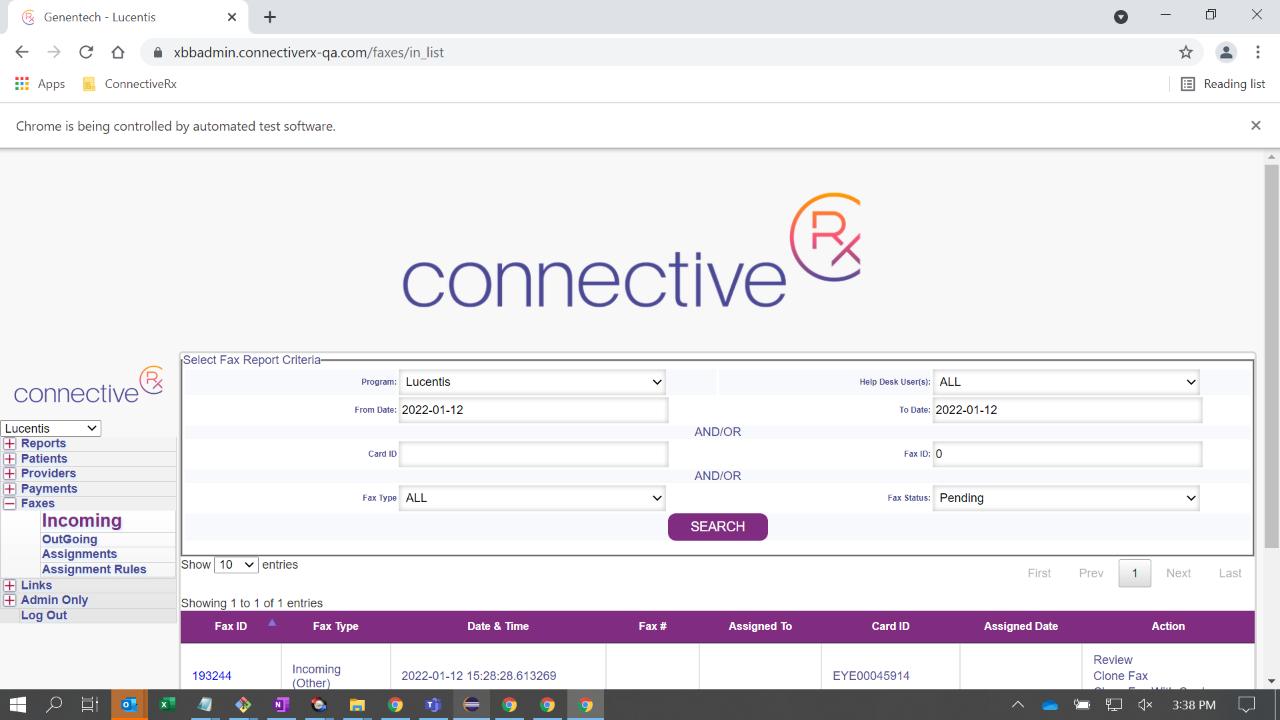 Genentech - Lucentis
xbbadmin.connectiverx-qa.com/faxes/in_list
Apps ConnectiveRx Reading list
Chrome is being controlled by automated test software.
connective Rx
Select Fax Report Criteria
connective Rx
Program: Lucentis Help Desk User(s): ALL
From Date: 2022-01-12 To Date: 2022-01-12
Lucentis
AND/OR
Reports
Patients
Card ID Fax ID: 0
Providers
AND/OR
Payments
Fax Type ALL Fax Status: Pending
Faxes
Incoming
SEARCH
OutGoing
Assignments
Assignment Rules
Show 10 entries
First Prev 1 Next Last
Links
Admin Only
Log Out
Showing 1 to 1 of 1 entries
Fax ID Fax Type Date & Time Fax # Assigned To Card ID Assigned Date Action
193244 Incoming (Other) 2022-01-12 15:28:28.613269 EYE00045914 Review
Clone Fax
3:38 PM